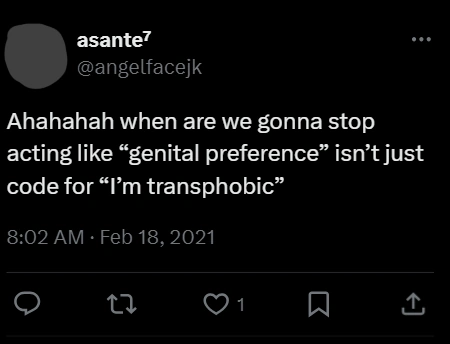 asante⁷
@angelfacejk
Ahahahah when are we gonna stop
acting like “genital preference” isn’t just
code for “I’m transphobic”
8:02 AM · Feb 18, 2021
1